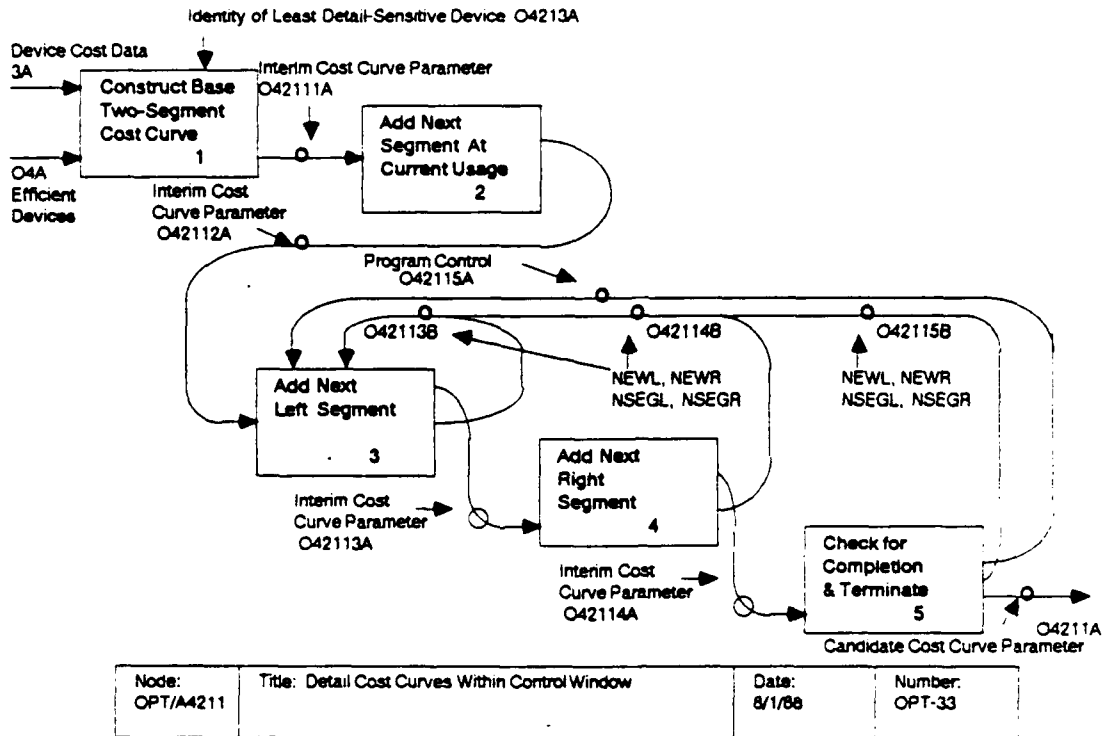 Identity of Least Detail-Sensitive Device O4213A
Device Cost Data
3A
Interim Cost Curve Parameter
O42111A
Construct Base
Two-Segment
Cost Curve
1
Add Next
Segment At
Current Usage
2
O4A
Efficient
Devices
Interim Cost
Curve Parameter
O42112A
Program Control
O42115A
O42113B
O42114B
O42115B
NEWL, NEWR
NSEGL, NSEGR
NEWL, NEWR
NSEGL, NSEGR
Add Next
Left Segment
3
Interim Cost
Curve Parameter
O42113A
Add Next
Right
Segment
4
Interim Cost
Curve Parameter
O42114A
Check for
Completion
& Terminate
5
O4211A
Candidate Cost Curve Parameter
Node:
OPT/A4211
Title: Detail Cost Curves Within Control Window
Date:
8/1/88
Number:
OPT-33